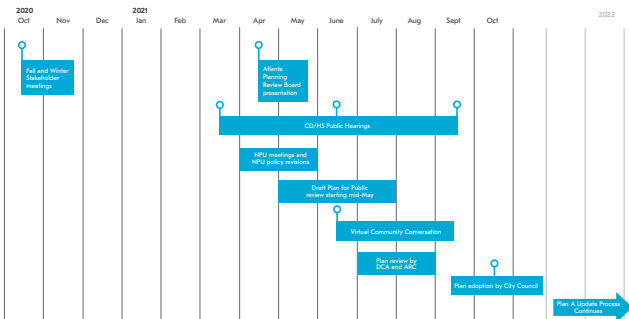 2020
2021
2022
Oct
Nov
Dec
Jan
Feb
Mar
Apr
May
June
July
Aug
Sept
Oct
Fall and Winter
Stakeholder
meetings
Atlanta
Planning
Review Board
presentation
CD/HS Public Hearings
NPU meetings and
NPU policy revisions
Draft Plan for Public
review starting mid-May
Virtual Community Conversation
Plan review by
DCA and ARC
Plan adoption by City Council
Plan A Update Process
Continues